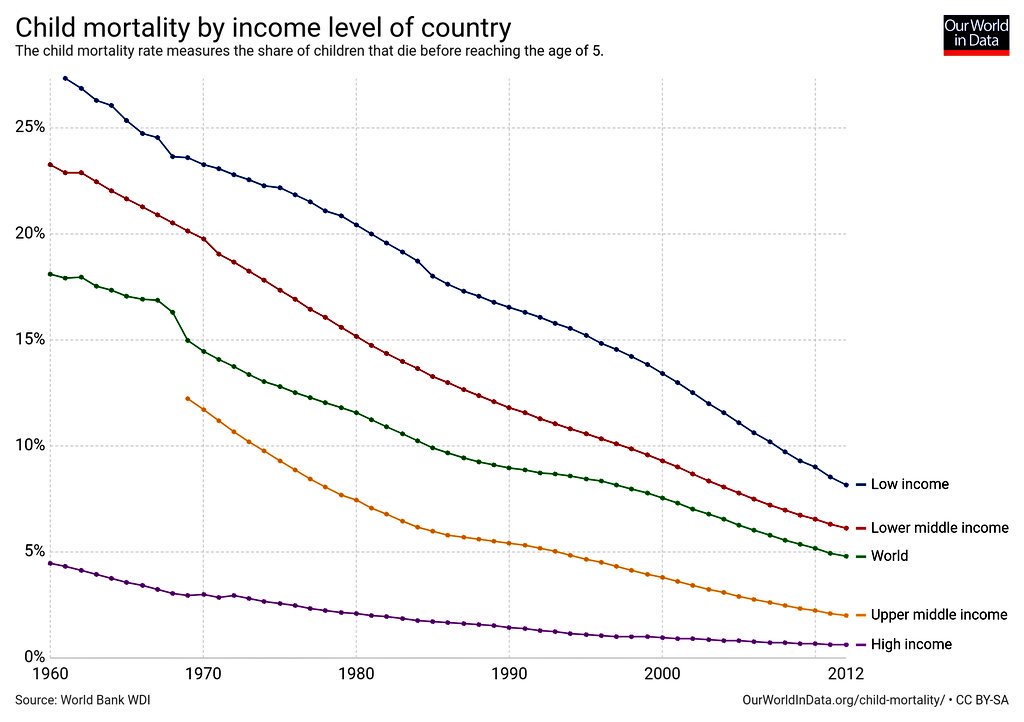 Child mortality by income level of country
The child mortality rate measures the share of children that die before reaching the age of 5.
Our World
in Data
25%
20%
15%
10%
5%
0%
Low income
Lower middle income
World
Upper middle income
High income
1960 1970 1980 1990 2000 2012
Source: World Bank WDI
OurWorldInData.org/child-mortality/ • CC BY-SA